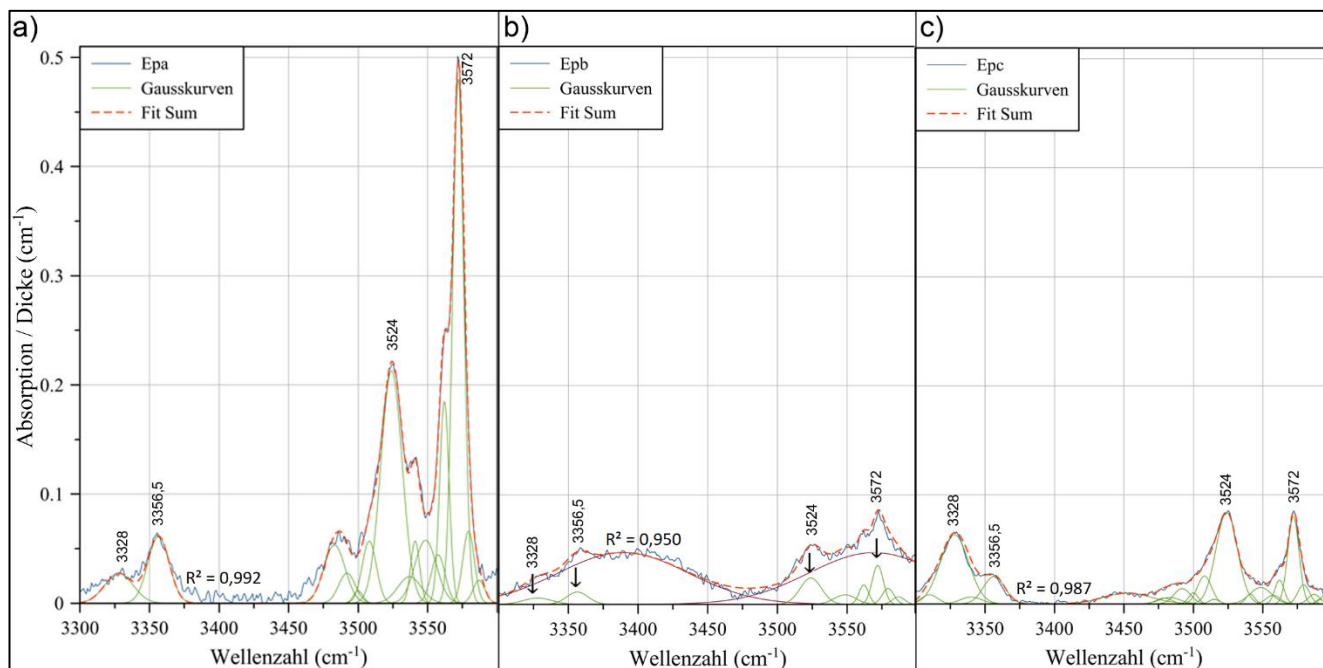 a)
Epa
Gausskurven
Fit Sum
3328
3356,5
3524
3572
R² = 0,992
0.5
0.4
0.3
0.2
0.1
0
Absorption / Dicke (cm⁻¹)
3300 3350 3400 3450 3500 3550
Wellenzahl (cm⁻¹)
b)
Epb
Gausskurven
Fit Sum
3328
3356,5
R² = 0,950
3524
3572
3350 3400 3450 3500 3550
Wellenzahl (cm⁻¹)
c)
Epc
Gausskurven
Fit Sum
3328
3356,5
R² = 0,987
3524
3572
3350 3400 3450 3500 3550
Wellenzahl (cm⁻¹)